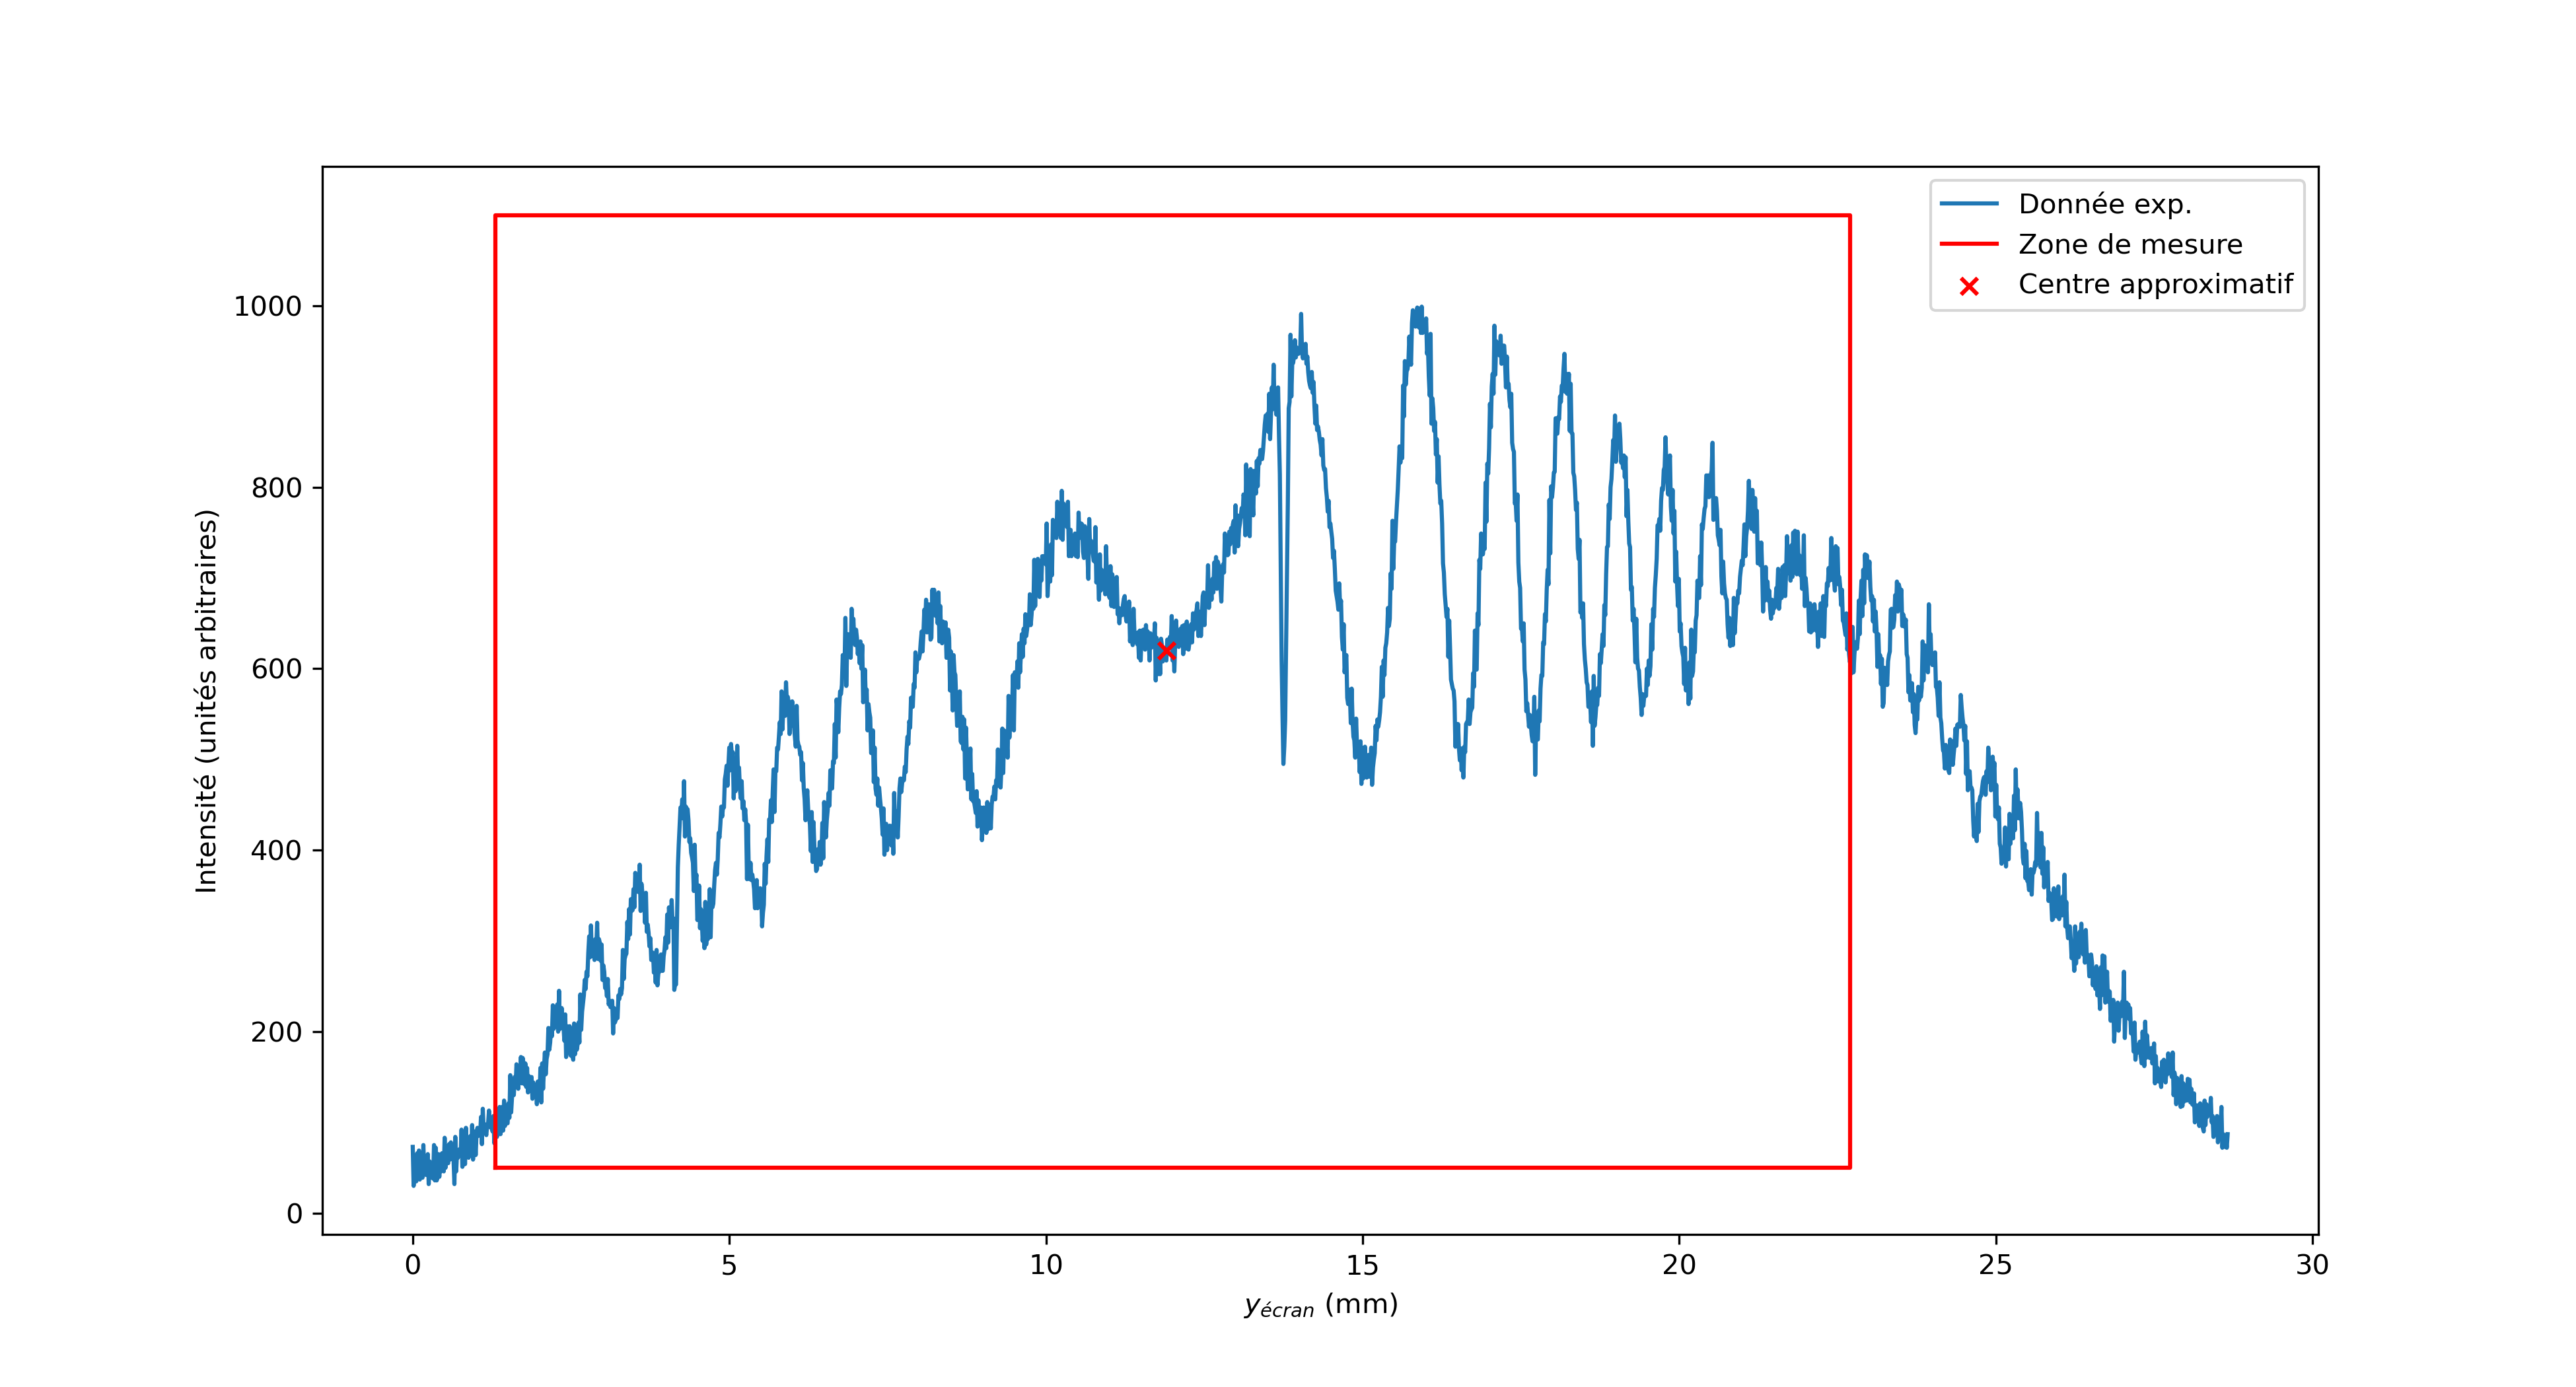 Donnée exp.
Zone de mesure
Centre approximatif
1000
800
600
400
200
0
Intensité (unités arbitraires)
0 5 10 15 20 25 30
yécran (mm)